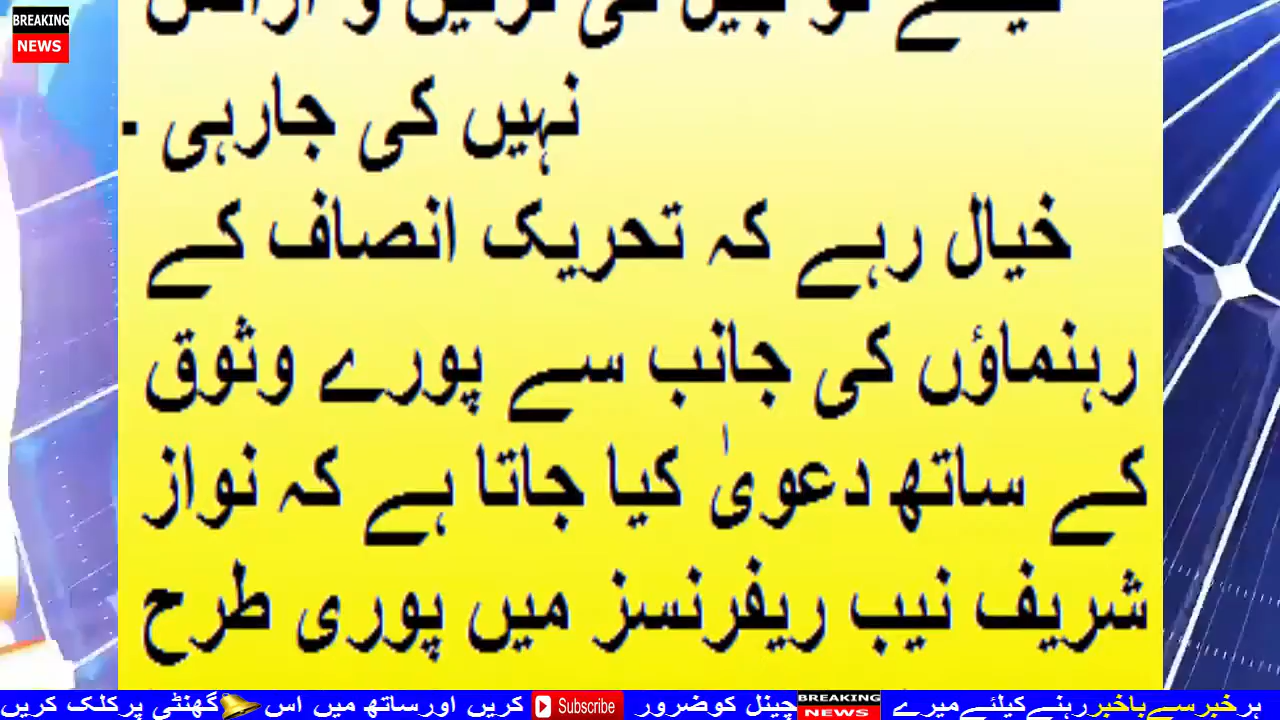 BREAKING
NEWS
نہیں کی جارہی ۔
خیال رہے کہ تحریک انصاف کے
رہنماؤں کی جانب سے پورے وثوق
کے ساتھ دعویٰ کیا جاتا ہے کہ نواز
شریف نیب ریفرنسز میں پوری طرح
ہر خبر سے باخبر رہنے کیلئے میرے BREAKING NEWS چینل کو ضرور Subscribe کریں اور ساتھ میں اس گھنٹی پر کلک کریں